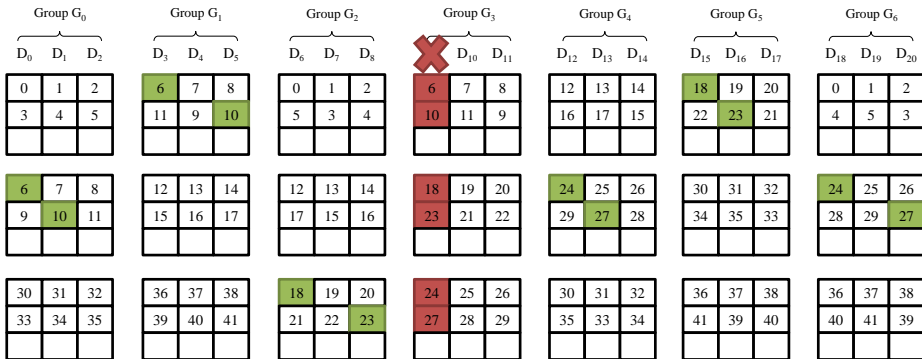 Group G₀ Group G₁ Group G₂ Group G₃ Group G₄ Group G₅ Group G₆
D₀ D₁ D₂ D₃ D₄ D₅ D₆ D₇ D₈ D₁₀ D₁₁ D₁₂ D₁₃ D₁₄ D₁₅ D₁₆ D₁₇ D₁₈ D₁₉ D₂₀
0 1 2 6 7 8 0 1 2 6 7 8 12 13 14 18 19 20 0 1 2
3 4 5 11 9 10 5 3 4 10 11 9 16 17 15 22 23 21 4 5 3
6 7 8 12 13 14 12 13 14 18 19 20 24 25 26 30 31 32 24 25 26
9 10 11 15 16 17 17 15 16 23 21 22 29 27 28 34 35 33 28 29 27
30 31 32 36 37 38 18 19 20 24 25 26 30 31 32 36 37 38 36 37 38
33 34 35 39 40 41 21 22 23 27 28 29 35 33 34 41 39 40 40 41 39